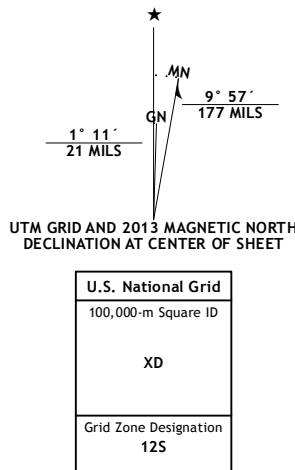 ★
MN
GN
9° 57´
177 MILS
1° 11´
21 MILS
UTM GRID AND 2013 MAGNETIC NORTH
DECLINATION AT CENTER OF SHEET
U.S. National Grid
100,000-m Square ID
XD
Grid Zone Designation
12S